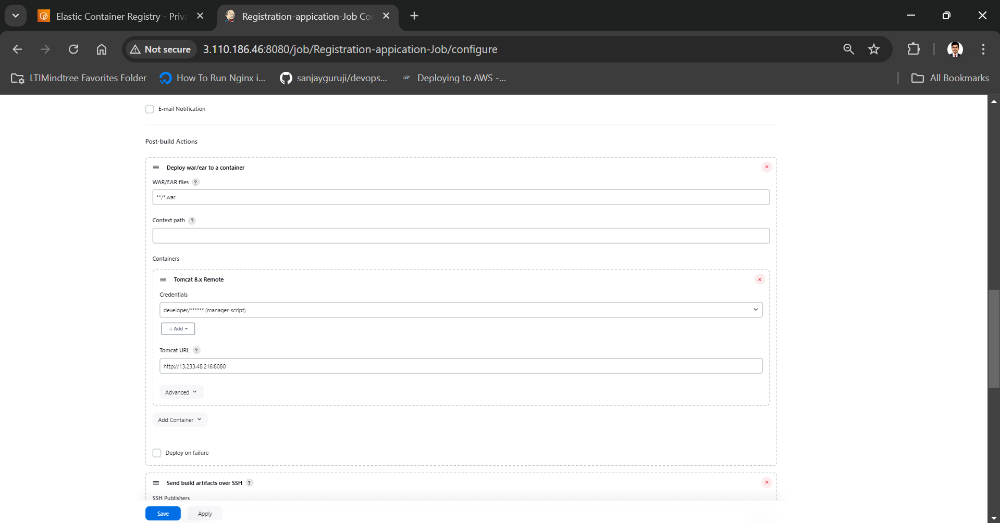 Elastic Container Registry - Priva
Registration-appication-Job Co
Not secure
3.110.186.46:8080/job/Registration-appication-Job/configure
LTIMindtree Favorites Folder
How To Run Nginx i...
sanjayguruji/devops...
Deploying to AWS -...
All Bookmarks
E-mail Notification
Post-build Actions
Deploy war/ear to a container
WAR/EAR files ?
**/*.war
Context path ?
Containers
Tomcat 8.x Remote
Credentials
developer/****** (manager-script)
+ Add
Tomcat URL ?
http://13.233.48.216:8080
Advanced
Add Container
Deploy on failure
Send build artifacts over SSH ?
SSH Publishers
Save
Apply